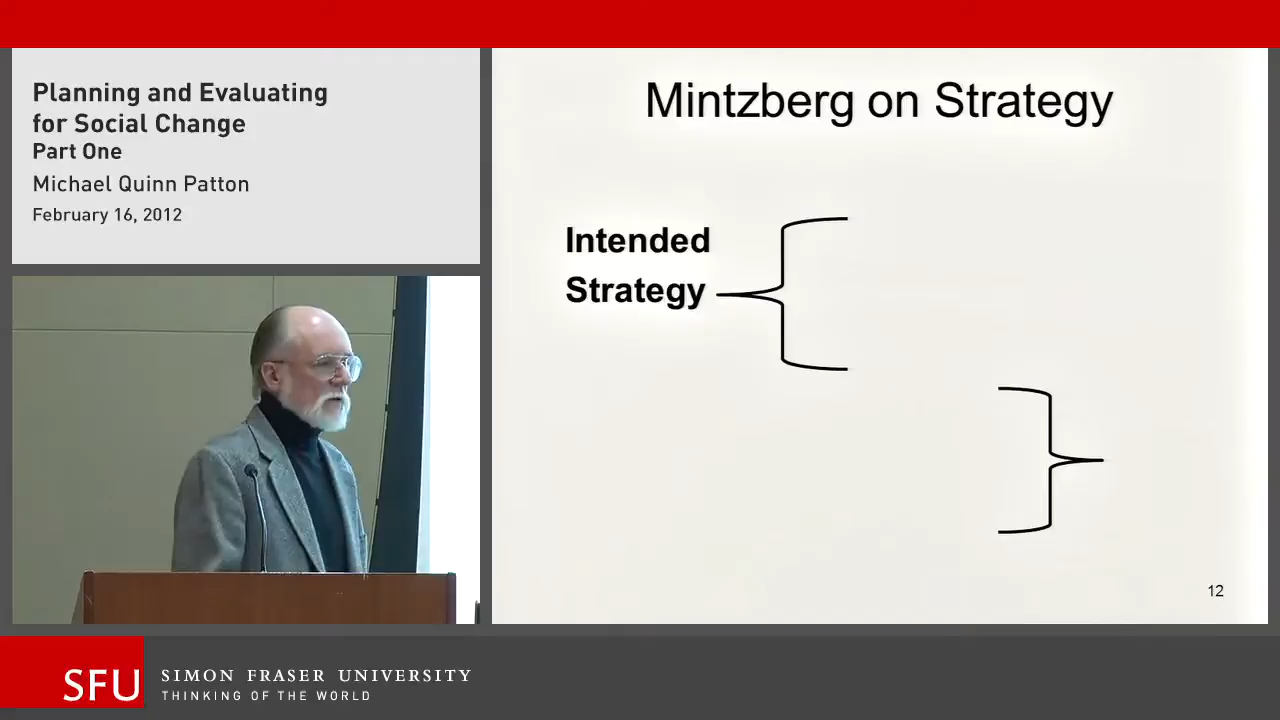 Planning and Evaluating
for Social Change
Part One
Michael Quinn Patton
February 16, 2012
Mintzberg on Strategy
Intended
Strategy
12
SFU
SIMON FRASER UNIVERSITY
THINKING OF THE WORLD